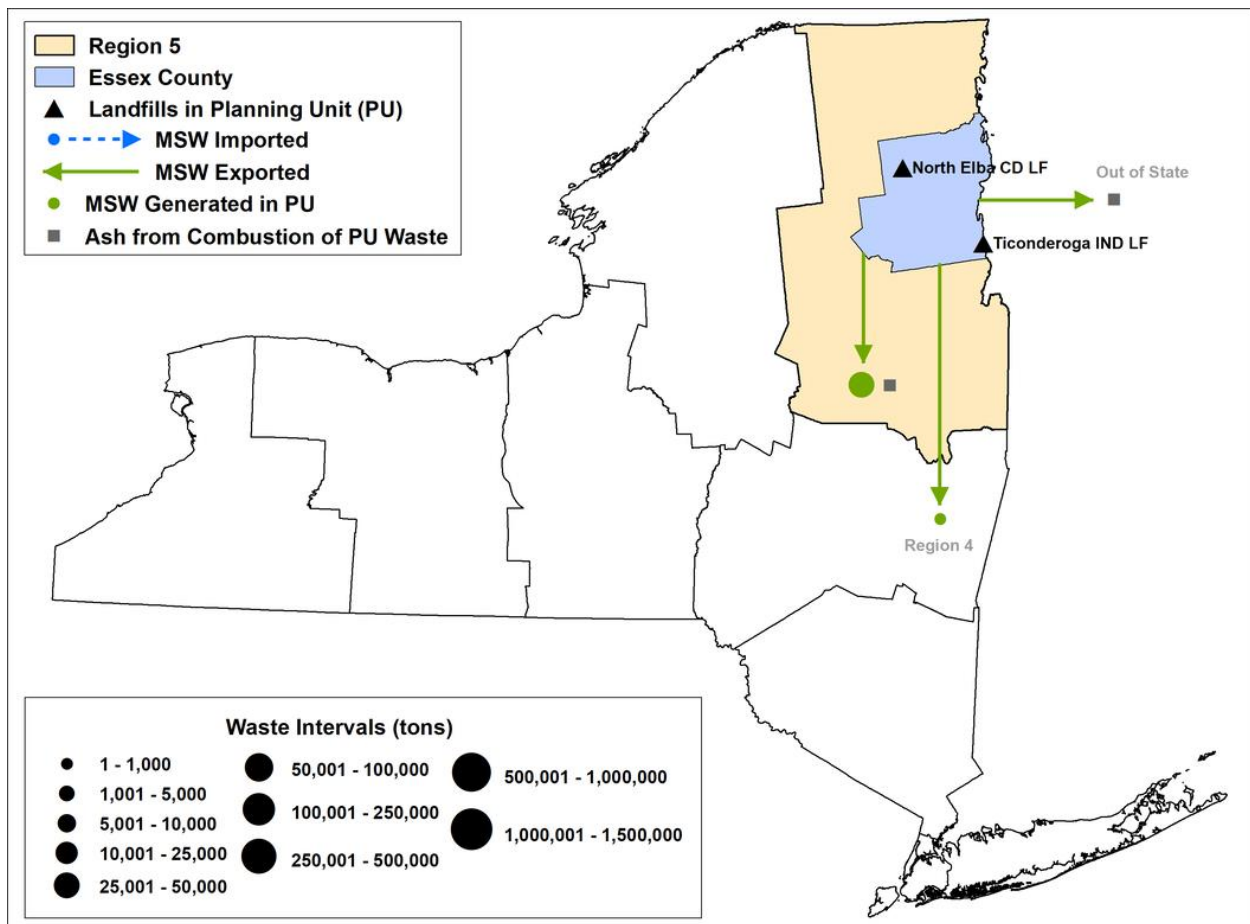 Region 5
Essex County
Landfills in Planning Unit (PU)
MSW Imported
MSW Exported
MSW Generated in PU
Ash from Combustion of PU Waste
North Elba CD LF
Out of State
Ticonderoga IND LF
Region 4
Waste Intervals (tons)
1 - 1,000
1,001 - 5,000
5,001 - 10,000
10,001 - 25,000
25,001 - 50,000
50,001 - 100,000
100,001 - 250,000
250,001 - 500,000
500,001 - 1,000,000
1,000,001 - 1,500,000